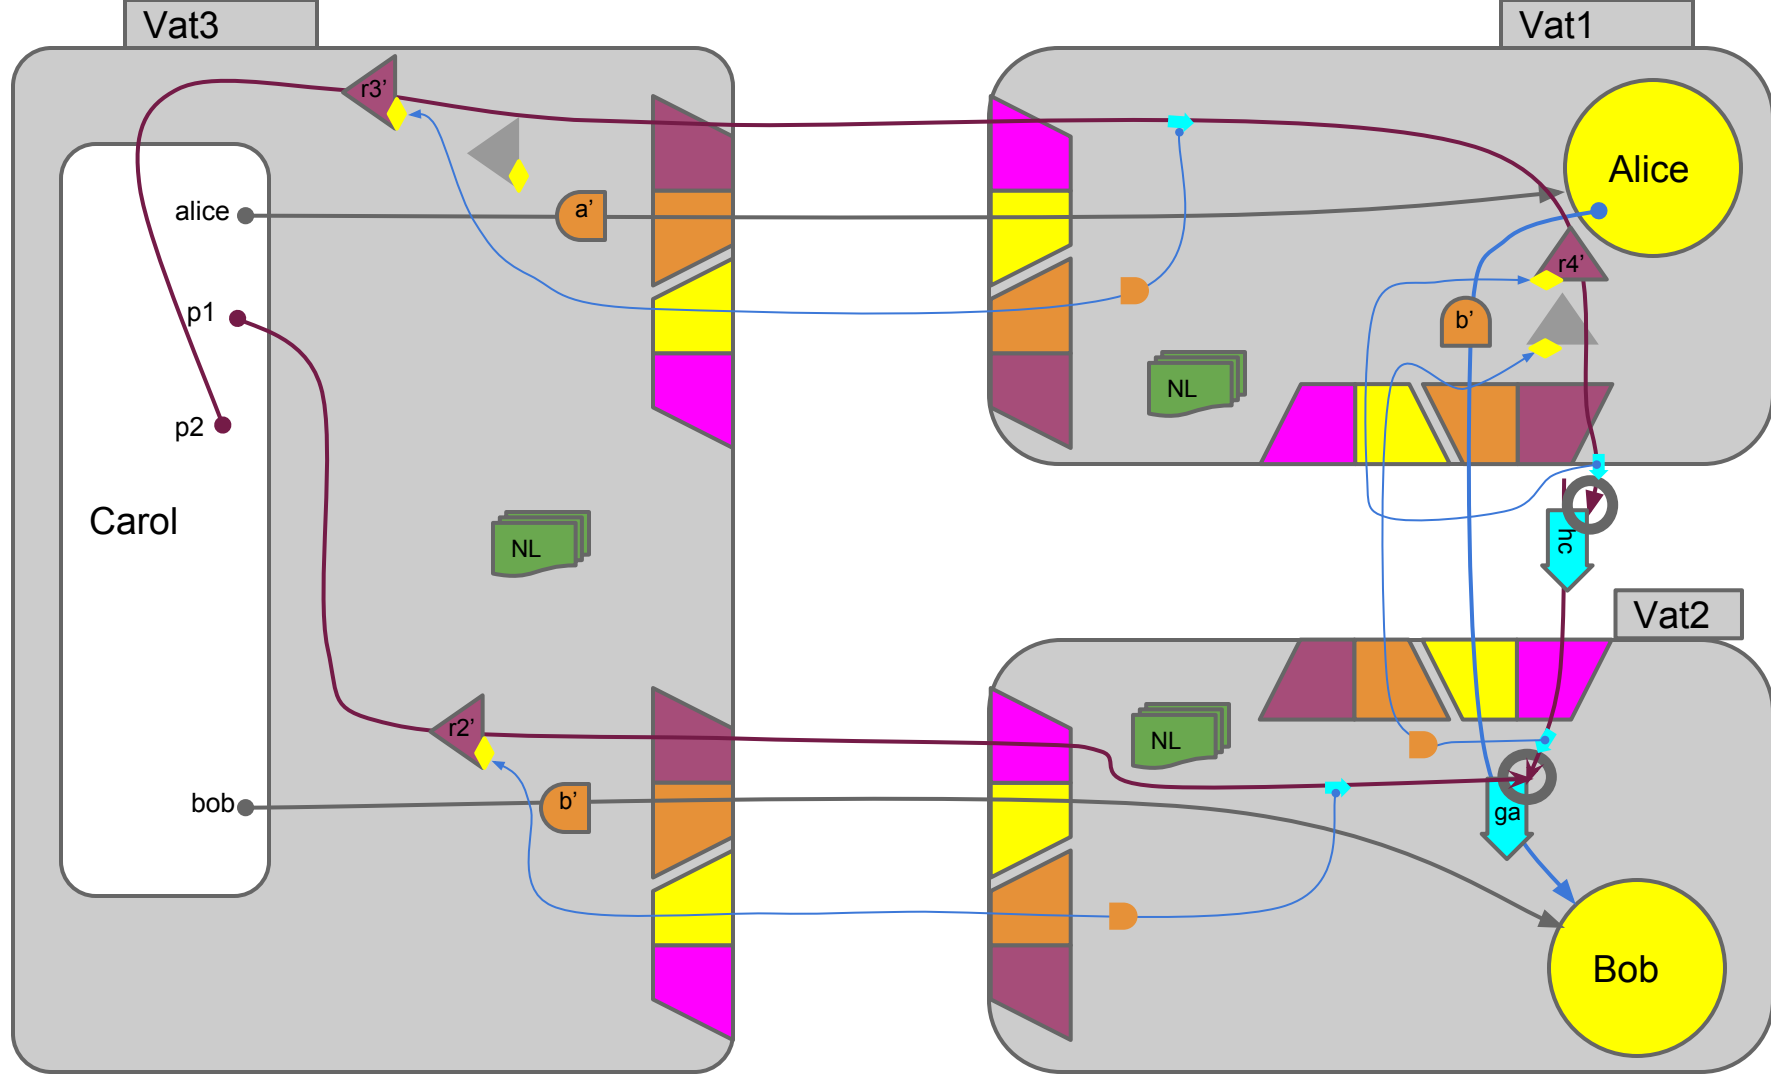 Vat3
Vat1
r3'
Alice
alice
a'
r4'
p1
b'
NL
p2
Carol
NL
hc
Vat2
r2'
NL
bob
b'
ga
Bob